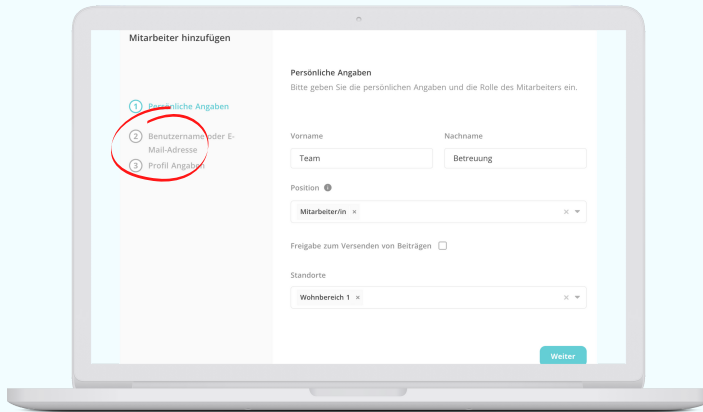 Mitarbeiter hinzufügen
1 Persönliche Angaben
2 Benutzername oder E-
Mail-Adresse
3 Profil Angaben
Persönliche Angaben
Bitte geben Sie die persönlichen Angaben und die Rolle des Mitarbeiters ein.
Vorname Nachname
Team Betreuung
Position
Mitarbeiter/in ×
Freigabe zum Versenden von Beiträgen
Standorte
Wohnbereich 1 ×
Weiter